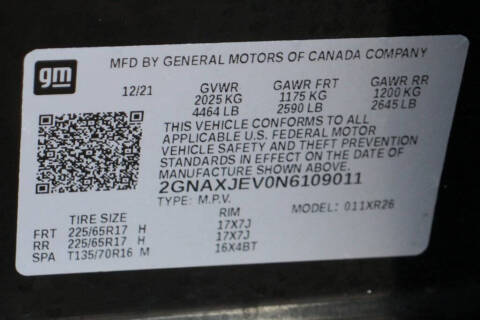 gm
MFD BY GENERAL MOTORS OF CANADA COMPANY
12/21 GVWR GAWR FRT GAWR RR
2025 KG 1175 KG 1200 KG
4464 LB 2590 LB 2645 LB
THIS VEHICLE CONFORMS TO ALL
APPLICABLE U.S. FEDERAL MOTOR
VEHICLE SAFETY AND THEFT PREVENTION
STANDARDS IN EFFECT ON THE DATE OF
MANUFACTURE SHOWN ABOVE.
2GNAXJEV0N6109011
TYPE: M.P.V. MODEL: 011XR26
TIRE SIZE RIM
FRT 225/65R17 H 17X7J
RR 225/65R17 H 17X7J
SPA T135/70R16 M 16X4BT